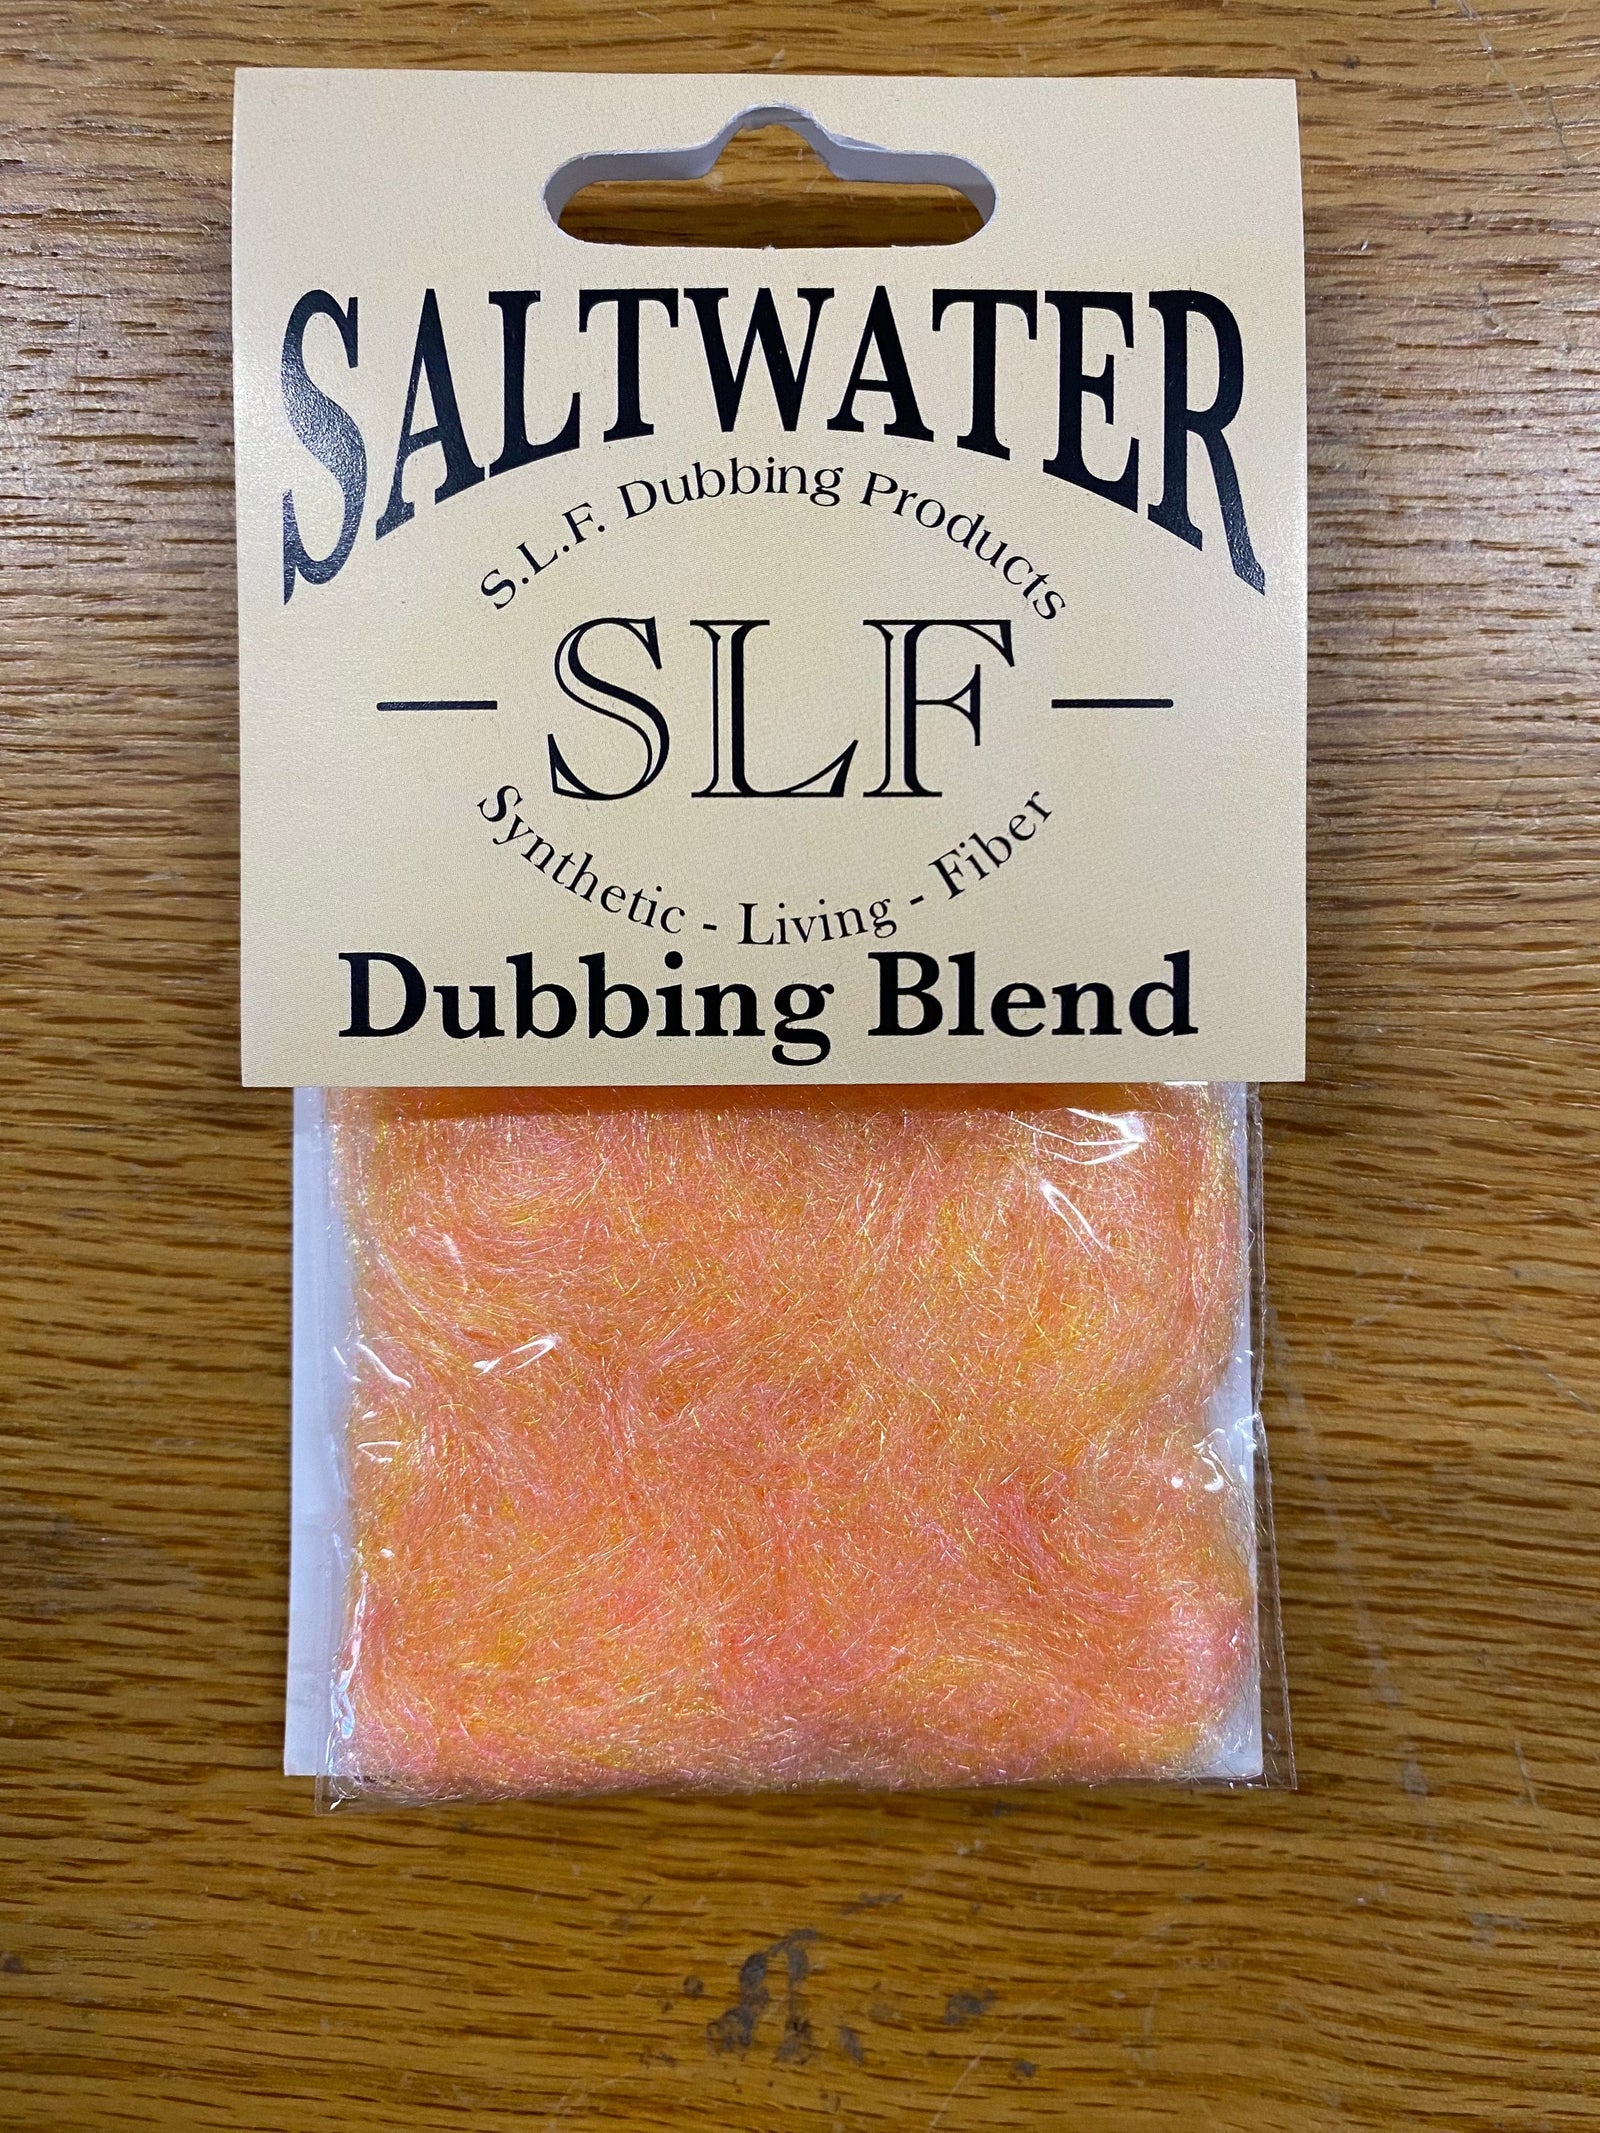 SALTWATER
S.L.F. Dubbing Products
SLF
Synthetic - Living - Fiber
Dubbing Blend